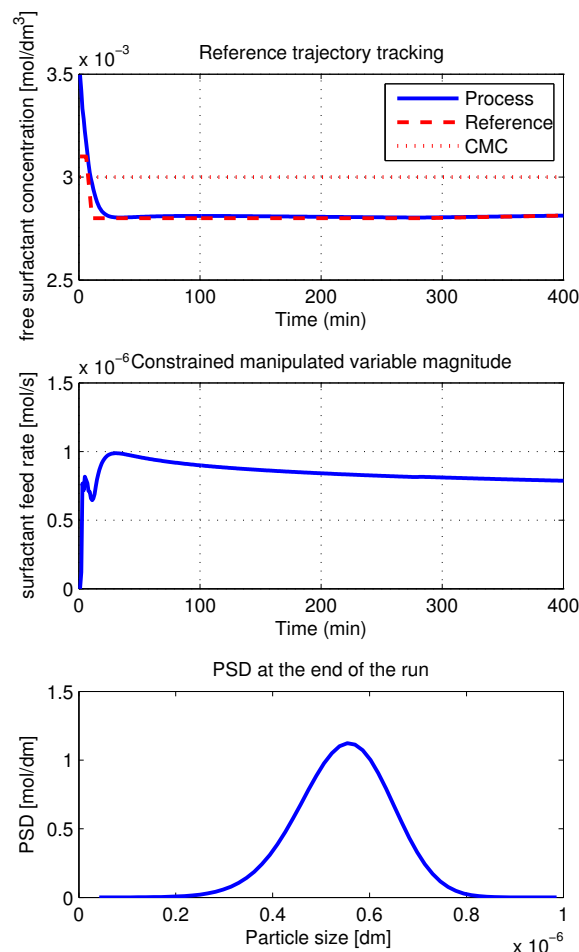 x 10⁻³
Reference trajectory tracking
free surfactant concentration [mol/dm³]
3.5
3
2.5
Process
Reference
CMC
0 100 200 300 400
Time (min)
x 10⁻⁶
Constrained manipulated variable magnitude
surfactant feed rate [mol/s]
1.5
1
0.5
0
0 100 200 300 400
Time (min)
PSD at the end of the run
PSD [mol/dm]
1.5
1
0.5
0
0 0.2 0.4 0.6 0.8 1
Particle size [dm]
x 10⁻⁶